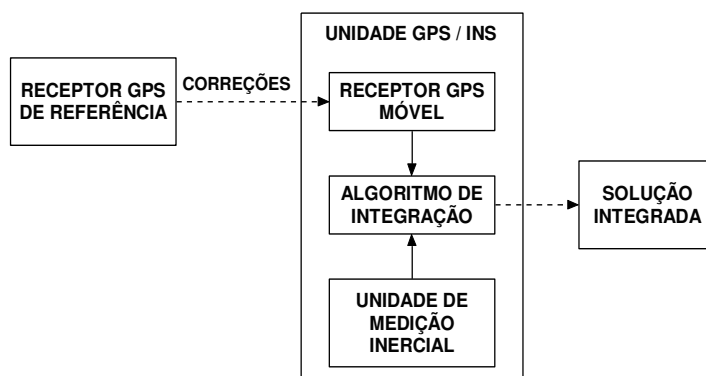 UNIDADE GPS / INS
RECEPTOR GPS
DE REFERÊNCIA
CORREÇÕES
RECEPTOR GPS
MÓVEL
ALGORITMO DE
INTEGRAÇÃO
SOLUÇÃO
INTEGRADA
UNIDADE DE
MEDIÇÃO
INERCIAL